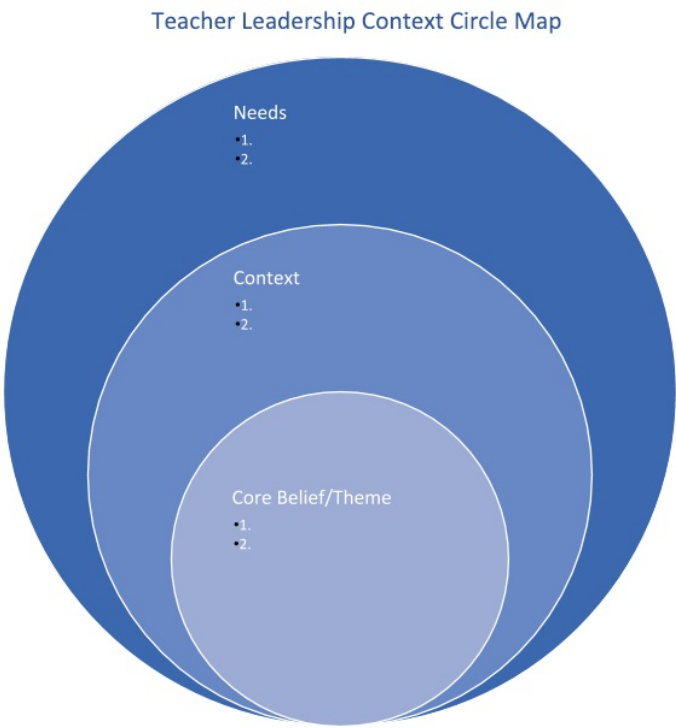 Teacher Leadership Context Circle Map
Needs
•1.
•2.
Context
•1.
•2.
Core Belief/Theme
•1.
•2.